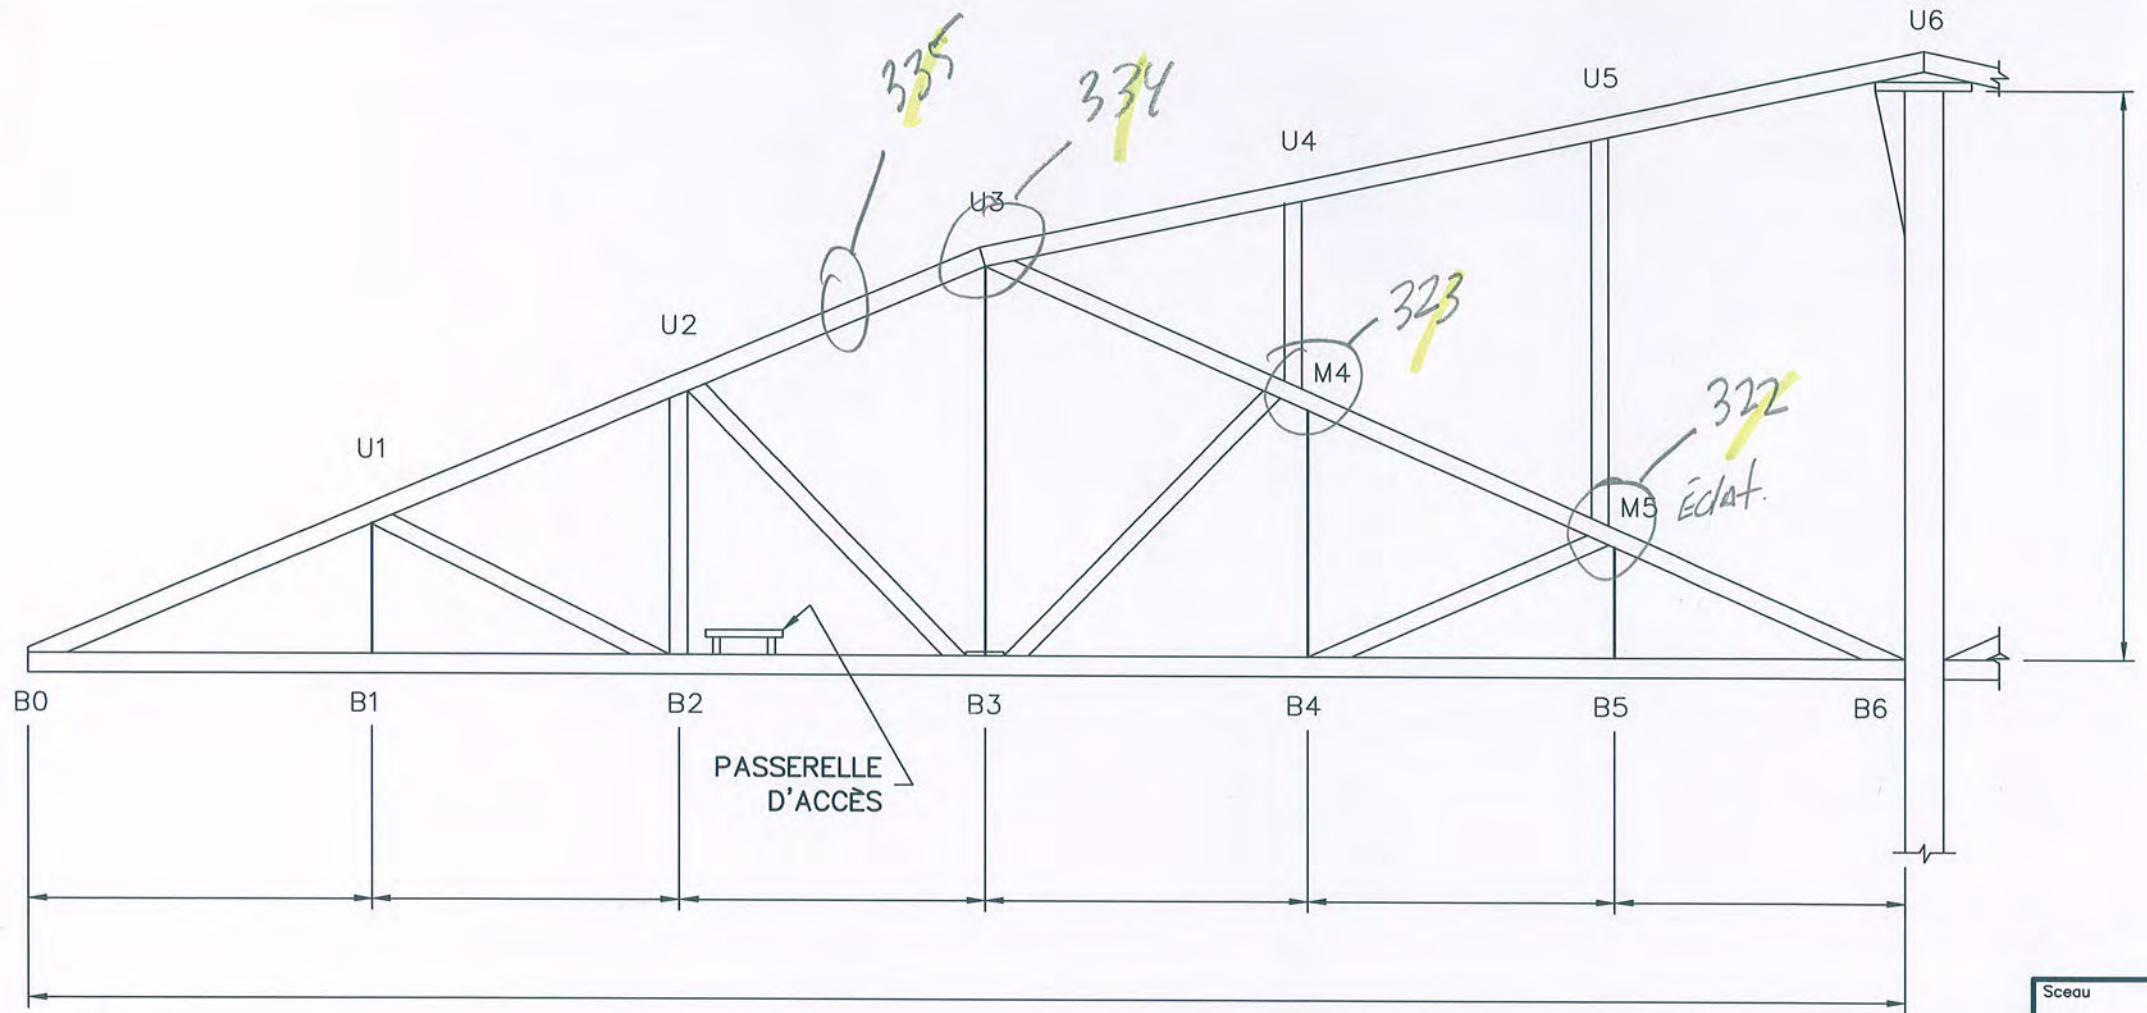 U6
335
334
U5
U4
U3
323
U2
M4
322
U1
M5
Éclat.
B0
B1
B2
B3
B4
B5
B6
PASSERELLE
D'ACCÈS
Sceau